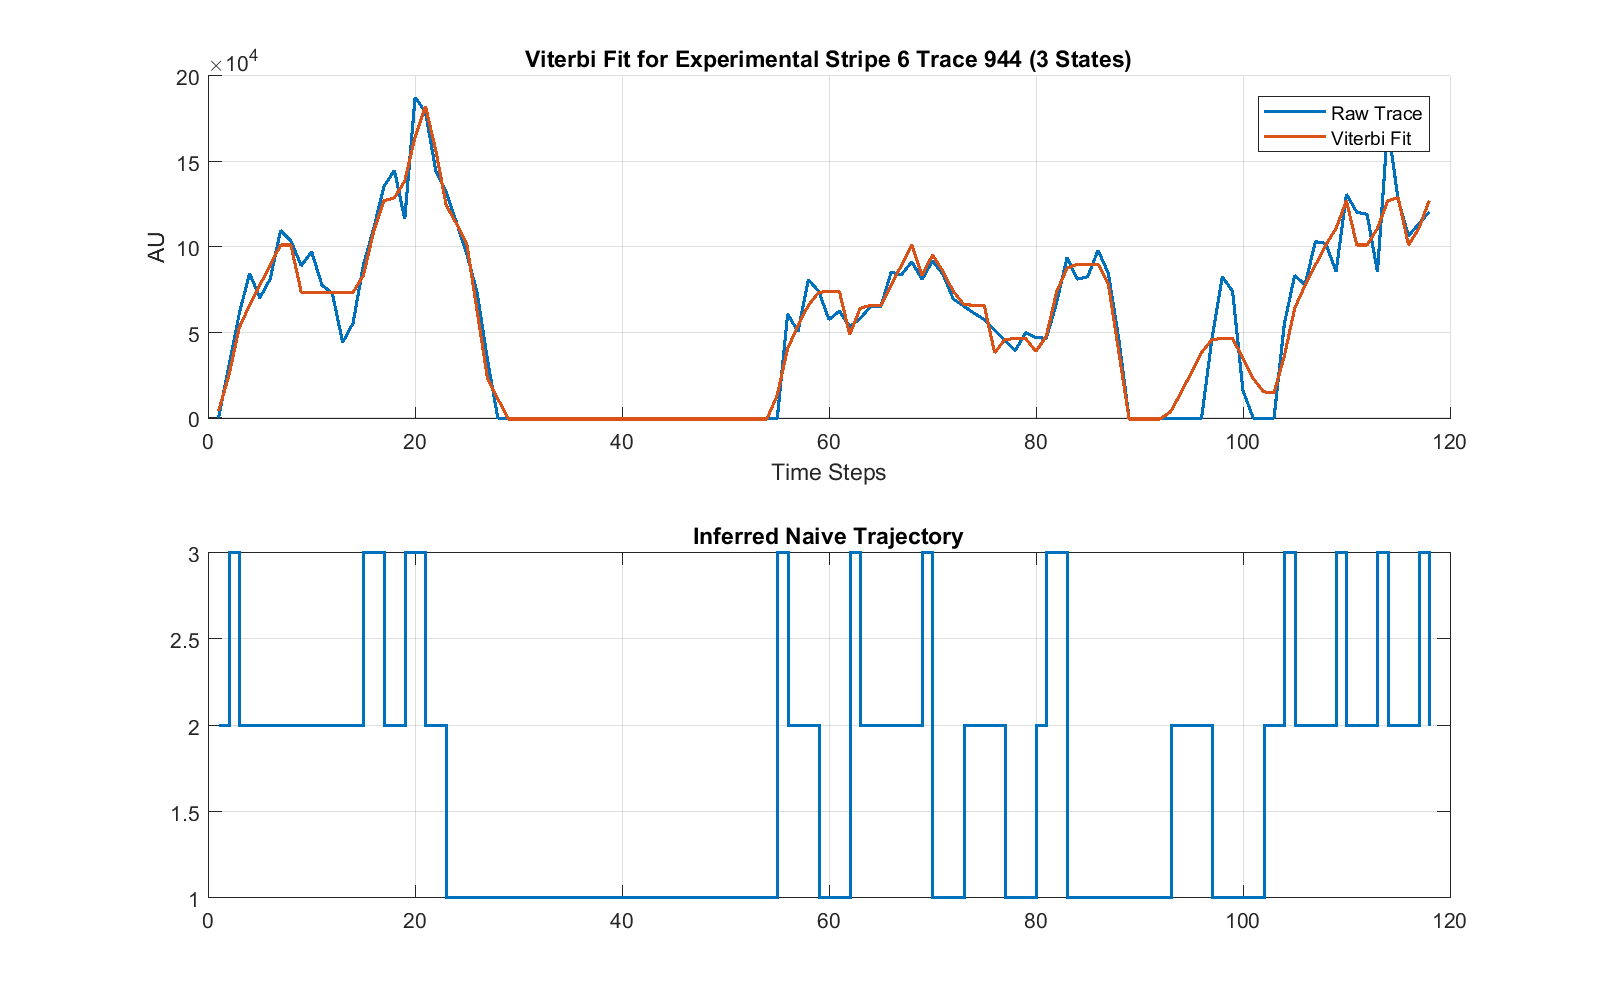 Viterbi Fit for Experimental Stripe 6 Trace 944 (3 States)
×10⁴
20
15
10
5
0
AU
Raw Trace
Viterbi Fit
0 20 40 60 80 100 120
Time Steps
Inferred Naive Trajectory
3
2.5
2
1.5
1
0 20 40 60 80 100 120